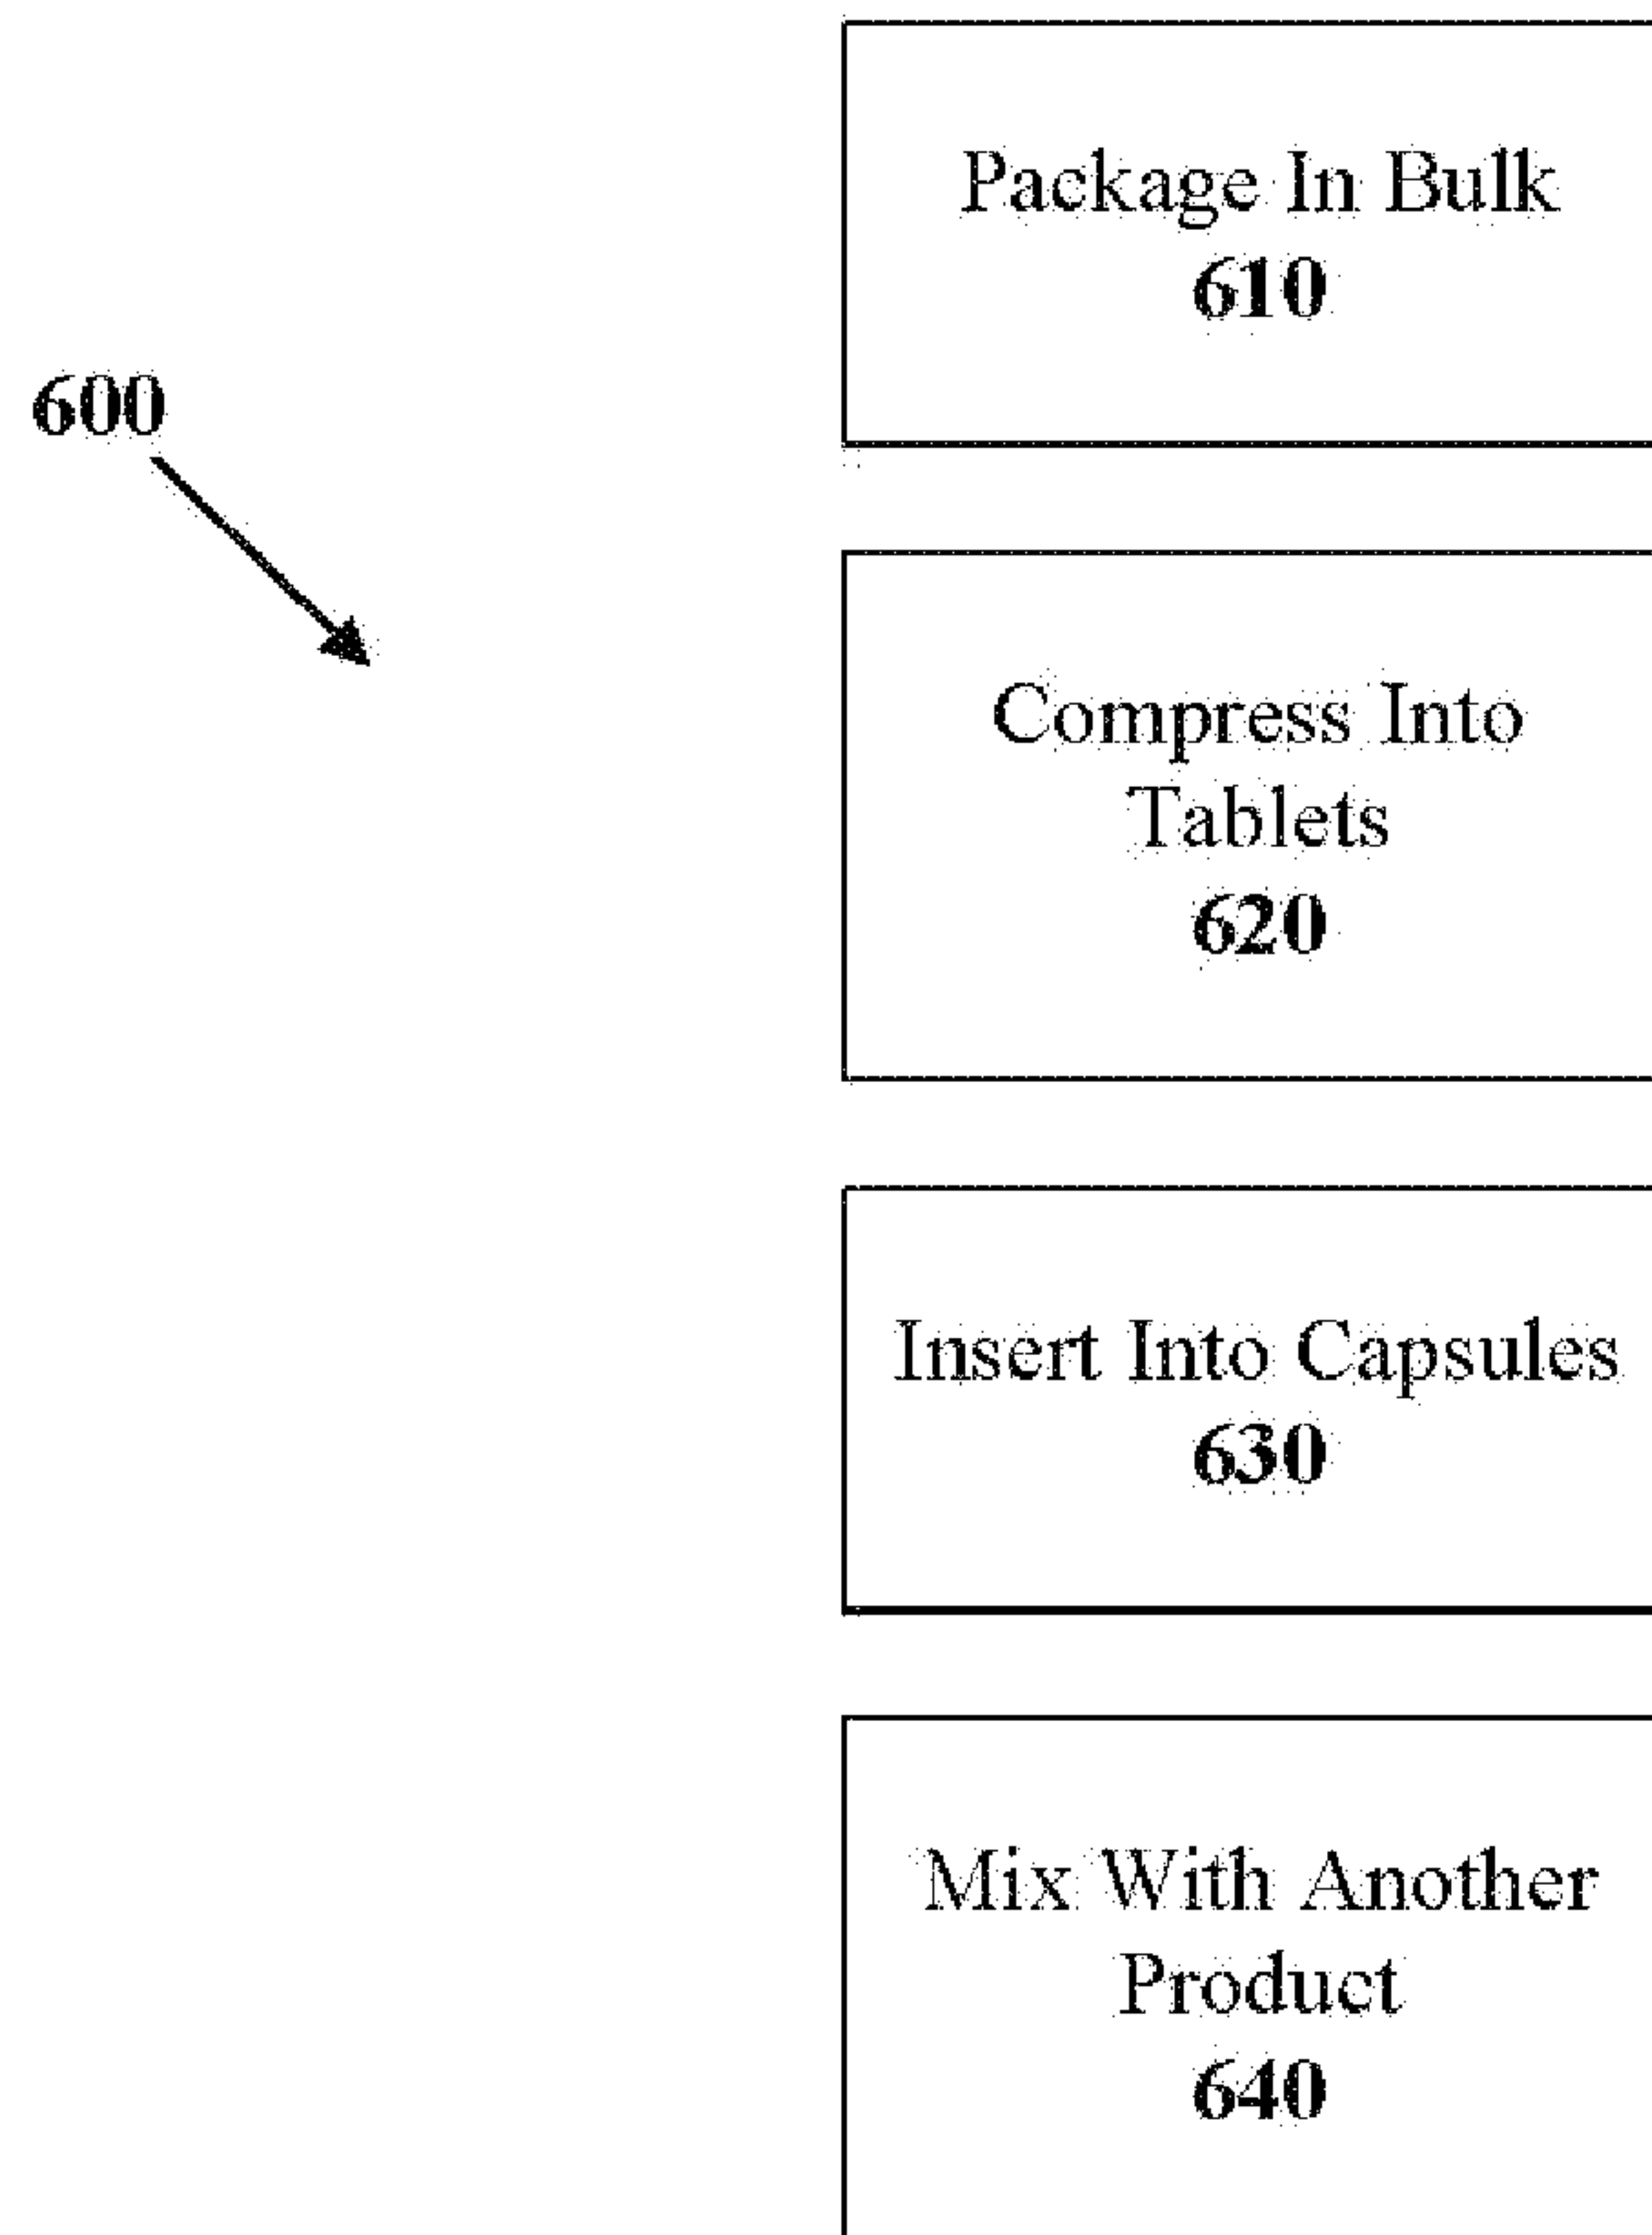 Package In Bulk
610
600
Compress Into
Tablets
620
Insert Into Capsules
630
Mix With Another
Product
640